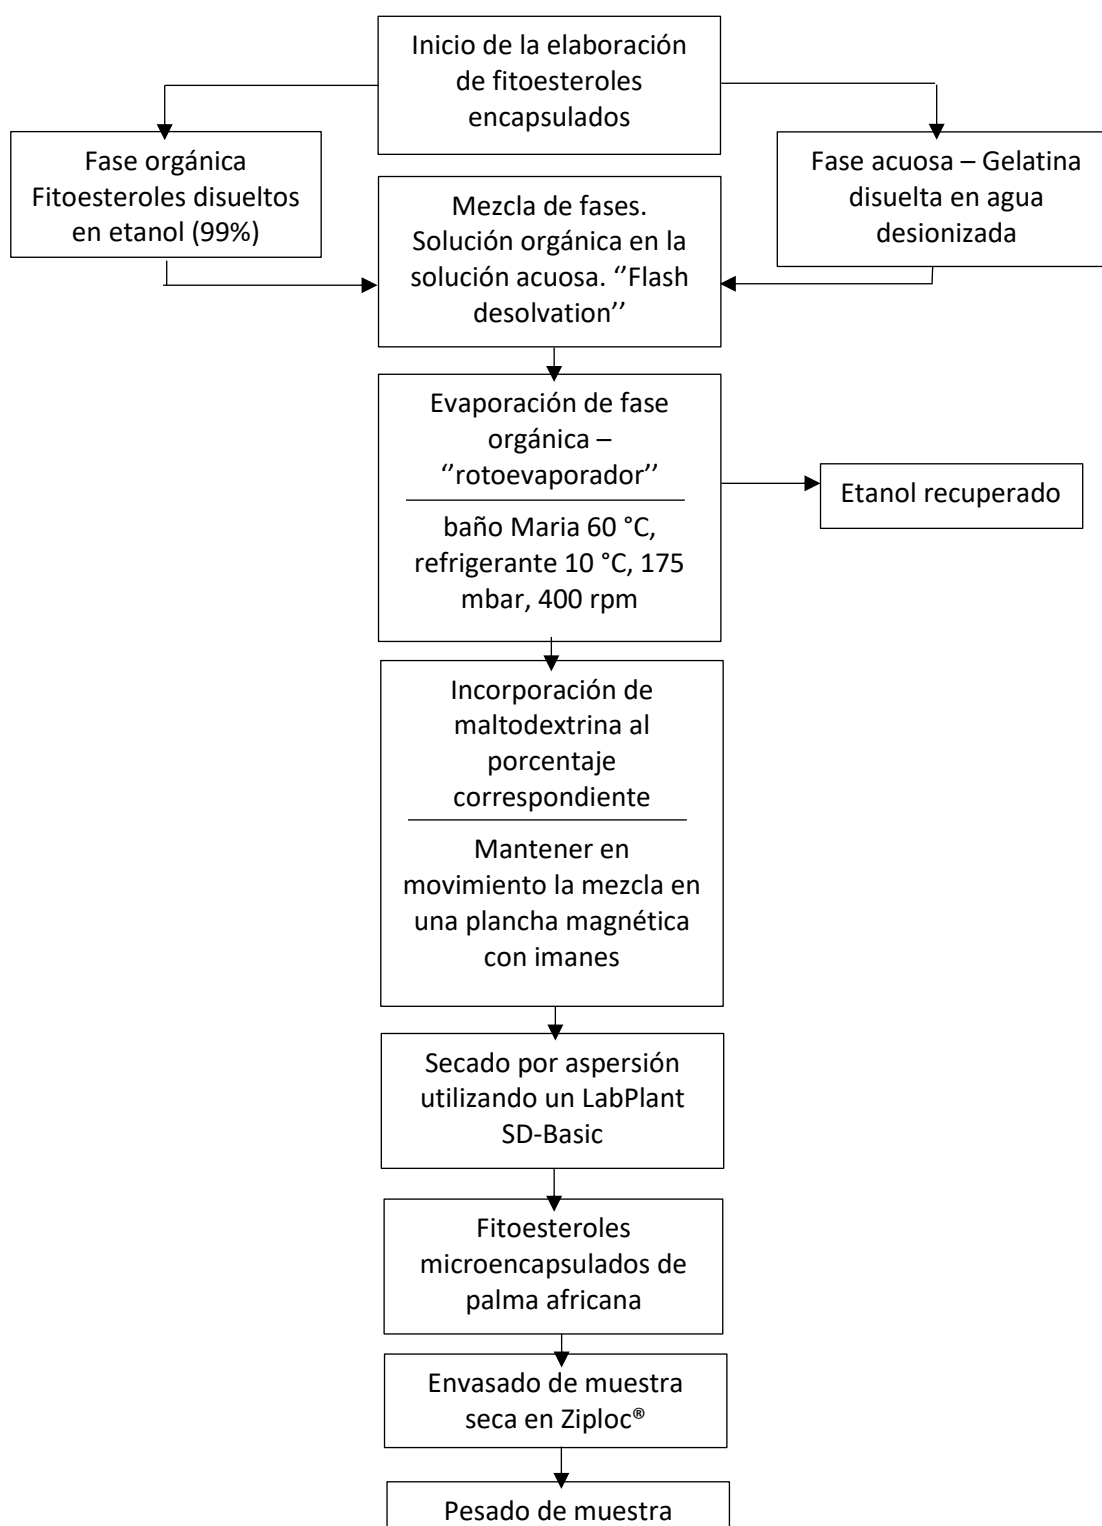 Inicio de la elaboración
de fitoesteroles
encapsulados
Fase orgánica
Fitoesteroles disueltos
en etanol (99%)
Fase acuosa – Gelatina
disuelta en agua
desionizada
Mezcla de fases.
Solución orgánica en la
solución acuosa. ‘’Flash
desolvation’’
Evaporación de fase
orgánica –
‘’rotoevaporador’’
baño Maria 60 °C,
refrigerante 10 °C, 175
mbar, 400 rpm
Etanol recuperado
Incorporación de
maltodextrina al
porcentaje
correspondiente
Mantener en
movimiento la mezcla en
una plancha magnética
con imanes
Secado por aspersión
utilizando un LabPlant
SD-Basic
Fitoesteroles
microencapsulados de
palma africana
Envasado de muestra
seca en Ziploc®
Pesado de muestra